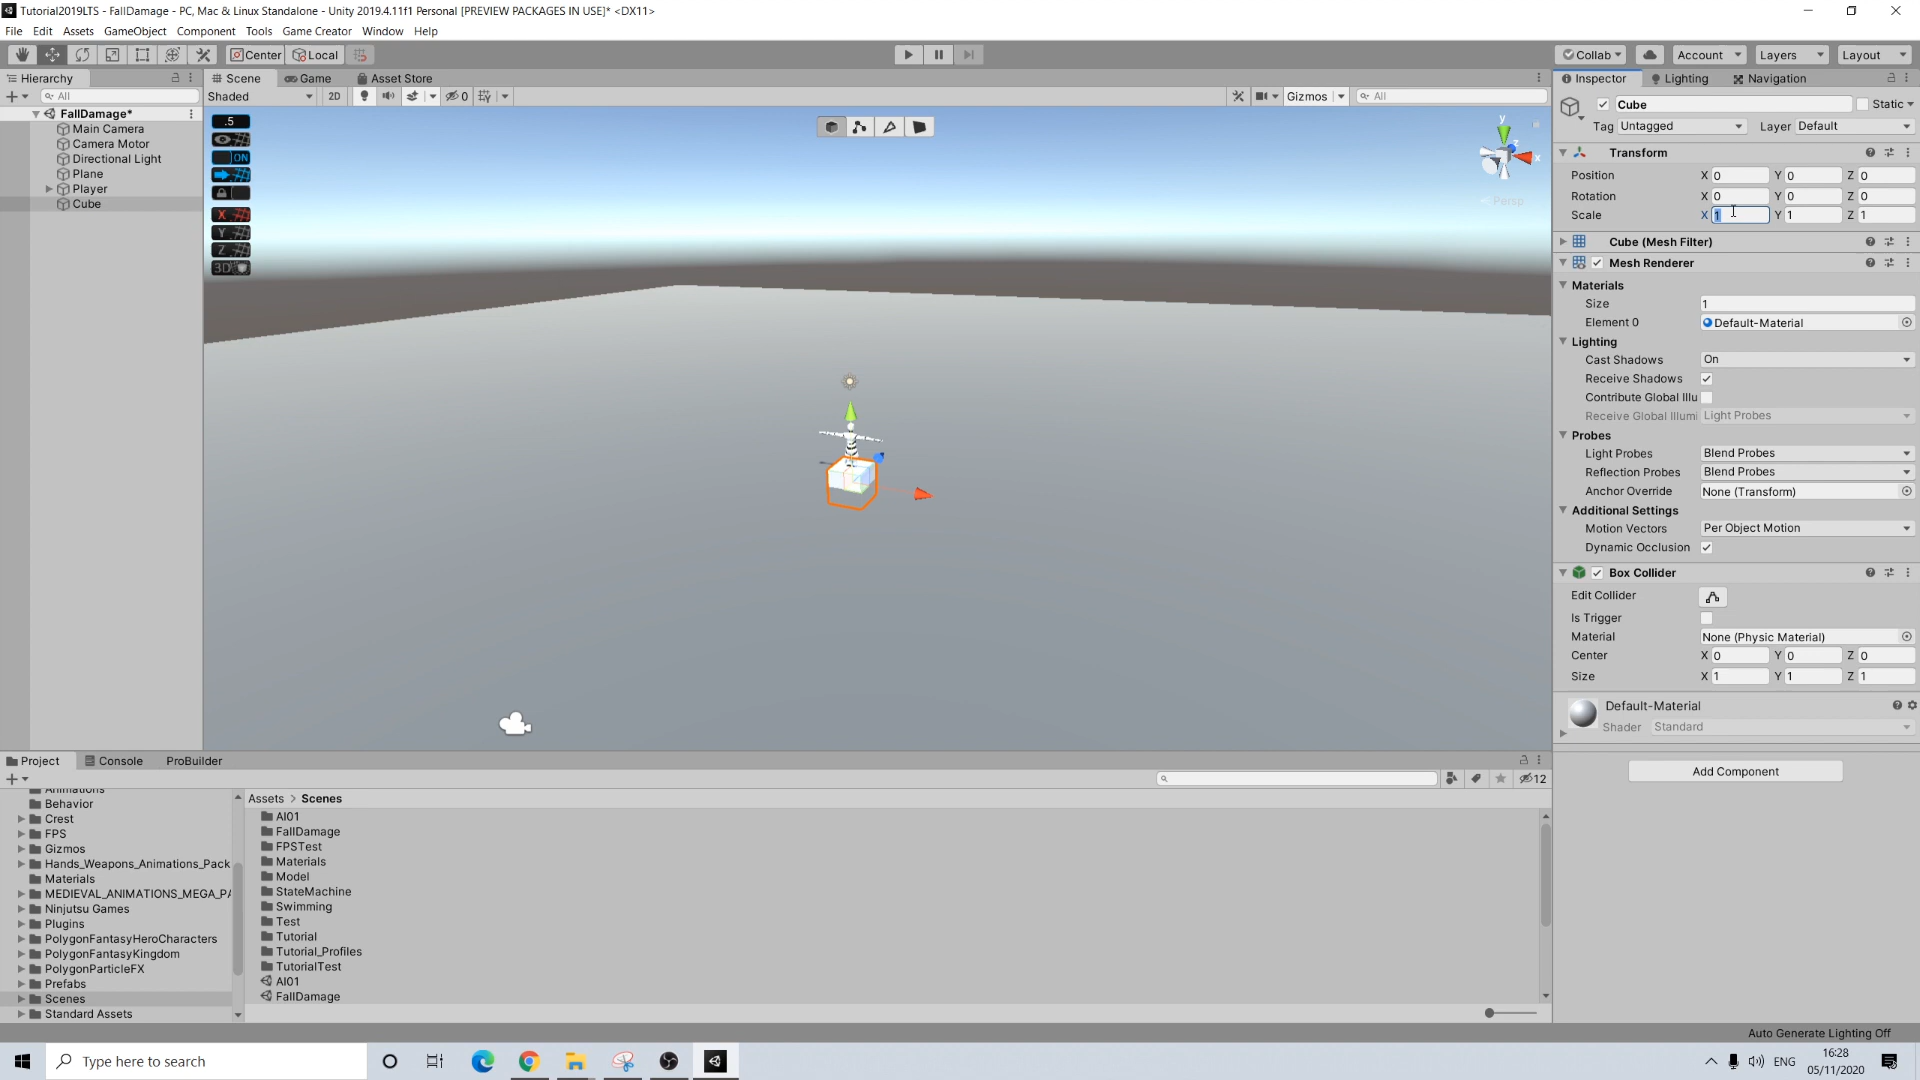 Tutorial2019LTS - FallDamage - PC, Mac & Linux Standalone - Unity 2019.4.11f1 Personal [PREVIEW PACKAGES IN USE]* <DX11>
File Edit Assets GameObject Component Tools Game Creator Window Help
Center Local Collab Account Layers Layout
Hierarchy Scene Game Asset Store Inspector Lighting Navigation
All Shaded 2D 0 Gizmos All
FallDamage*
Main Camera
Camera Motor
Directional Light
Plane
Player
Cube
.5
ON
X
Y
Z
3D
y
x
z
Persp
Cube Static
Tag Untagged Layer Default
Transform
Position X 0 Y 0 Z 0
Rotation X 0 Y 0 Z 0
Scale X 1 Y 1 Z 1
Cube (Mesh Filter)
Mesh Renderer
Materials
Size 1
Element 0 Default-Material
Lighting
Cast Shadows On
Receive Shadows
Contribute Global Illu
Receive Global Illumi Light Probes
Probes
Light Probes Blend Probes
Reflection Probes Blend Probes
Anchor Override None (Transform)
Additional Settings
Motion Vectors Per Object Motion
Dynamic Occlusion
Box Collider
Edit Collider
Is Trigger
Material None (Physic Material)
Center X 0 Y 0 Z 0
Size X 1 Y 1 Z 1
Default-Material
Shader Standard
Add Component
Project Console ProBuilder
12
Animations
Behavior
Crest
FPS
Gizmos
Hands_Weapons_Animations_Pack
Materials
MEDIEVAL_ANIMATIONS_MEGA_PA
Ninjutsu Games
Plugins
PolygonFantasyHeroCharacters
PolygonFantasyKingdom
PolygonParticleFX
Prefabs
Scenes
Standard Assets
Assets > Scenes
AI01
FallDamage
FPSTest
Materials
Model
StateMachine
Swimming
Test
Tutorial
Tutorial_Profiles
TutorialTest
AI01
FallDamage
Auto Generate Lighting Off
Type here to search
ENG
16:28
05/11/2020